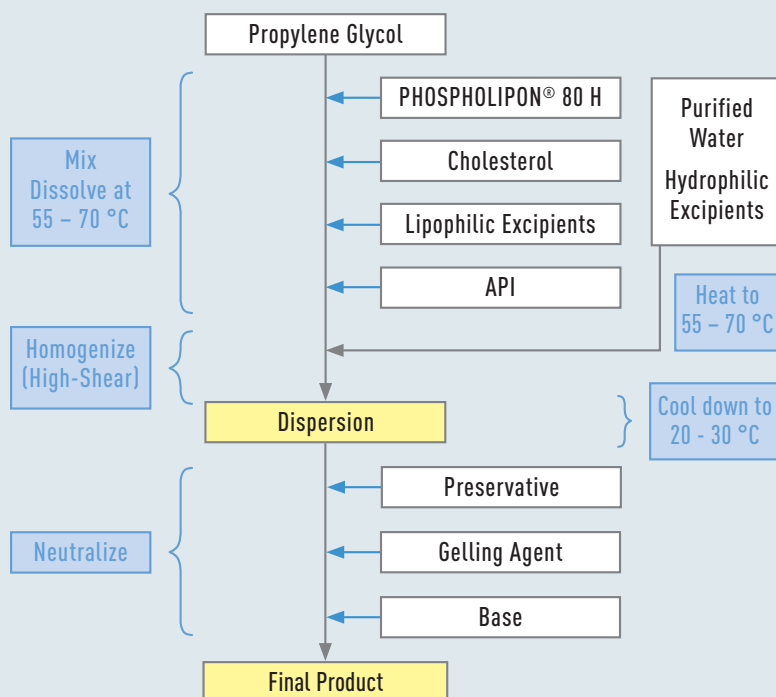 Propylene Glycol
PHOSPHOLIPON® 80 H
Purified
Water
Hydrophilic
Excipients
Mix
Dissolve at
55 – 70 °C
Cholesterol
Lipophilic Excipients
API
Heat to
55 – 70 °C
Homogenize
(High-Shear)
Dispersion
Cool down to
20 - 30 °C
Preservative
Neutralize
Gelling Agent
Base
Final Product